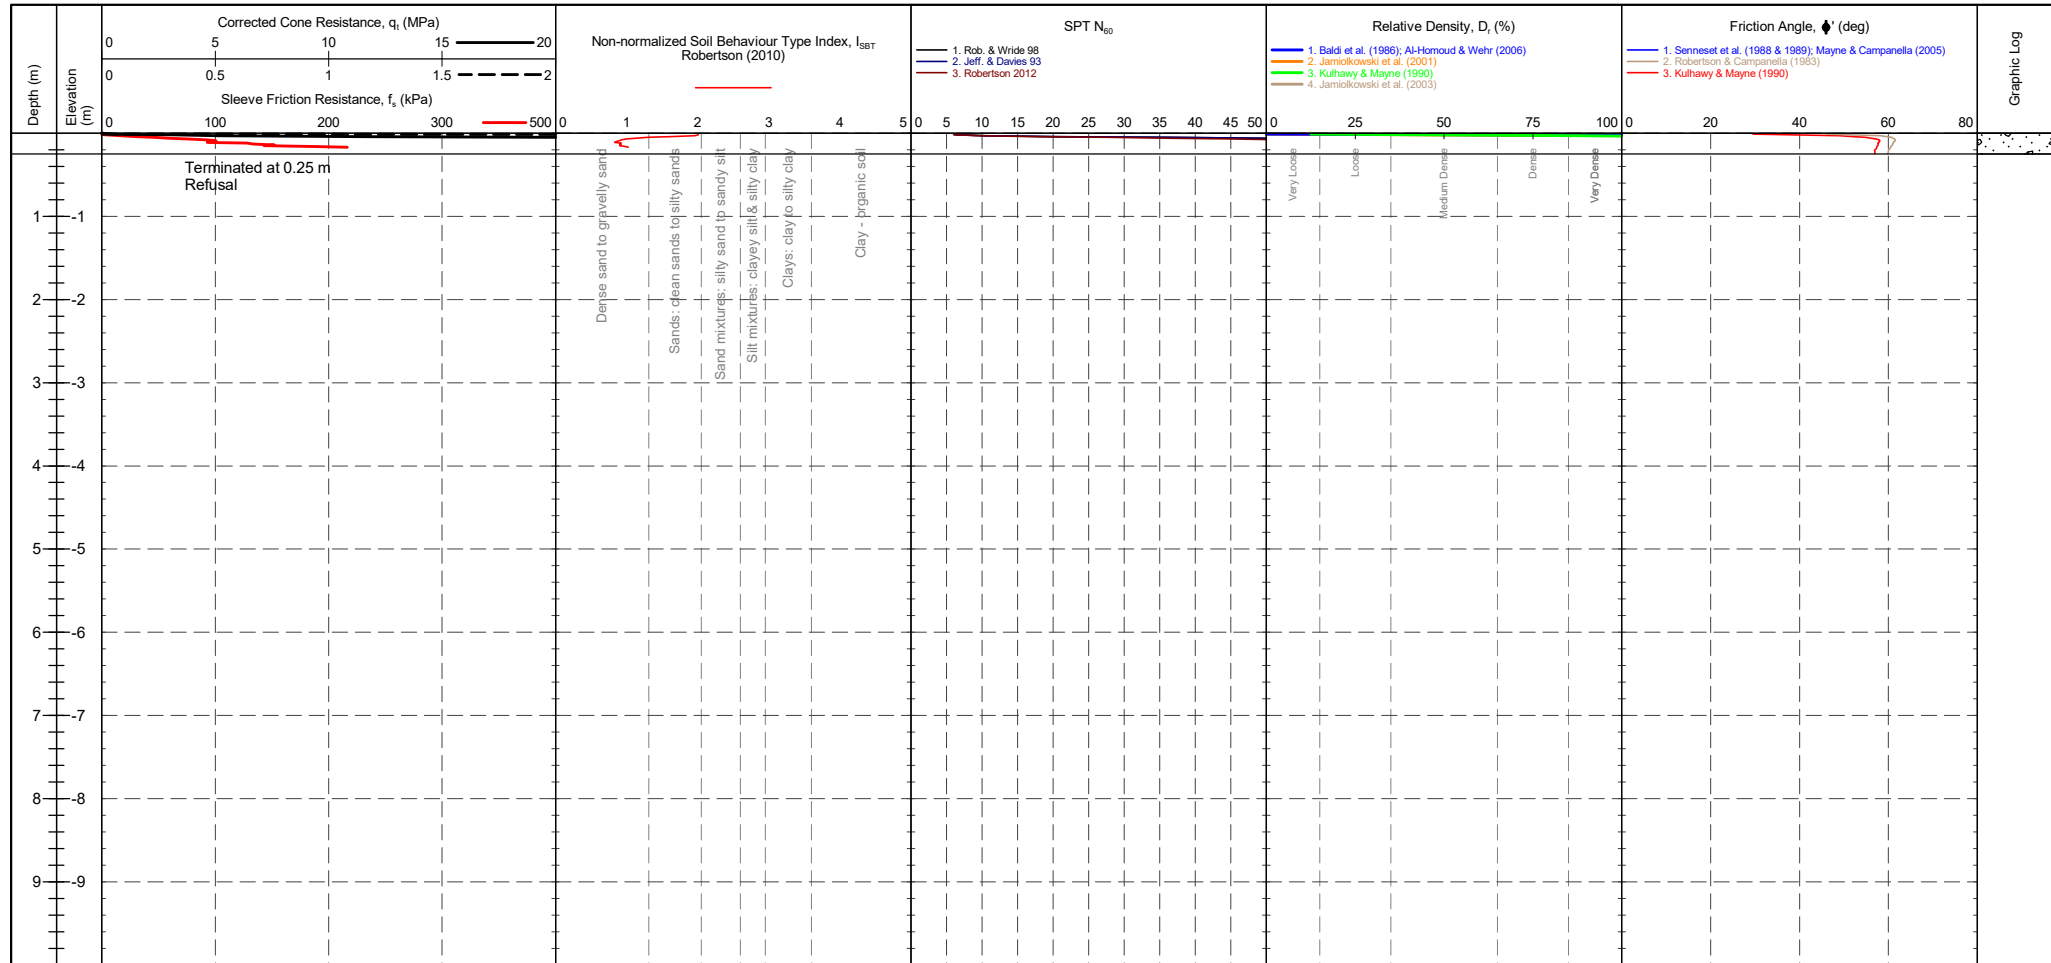 Corrected Cone Resistance, qt (MPa)
0 5 10 15 20
0 0.5 1 1.5 2
Sleeve Friction Resistance, fs (kPa)
100 200 300 400 500
Depth (m)
Elevation (m)
Non-normalized Soil Behaviour Type Index, ISBT
Robertson (2010)
0 1 2 3 4 5
SPT N60
1. Rob. & Wride 98
2. Jeff. & Davies 93
3. Robertson 2012
0 5 10 15 20 25 30 35 40 45 50
Relative Density, Dr (%)
1. Baldi et al. (1986); Al-Homoud & Wehr (2006)
2. Jamiolkowski et al. (2001)
3. Kulhawy & Mayne (1990)
4. Jamiolkowski et al. (2003)
0 25 50 75 100
Friction Angle, ϕ' (deg)
1. Senneset et al. (1988 & 1989); Mayne & Campanella (2005)
2. Robertson & Campanella (1983)
3. Kulhawy & Mayne (1990)
0 20 40 60 80
Graphic Log
Terminated at 0.25 m
Refusal
Dense sand to gravelly sand
Sands: clean sands to silty sands
Sand mixtures: silty sand to sandy silt
Silt mixtures: clayey silt & silty clay
Clays: clay to silty clay
Clay - organic soil
Very Loose
Loose
Medium Dense
Dense
Very Dense
1 -1
2 -2
3 -3
4 -4
5 -5
6 -6
7 -7
8 -8
9 -9